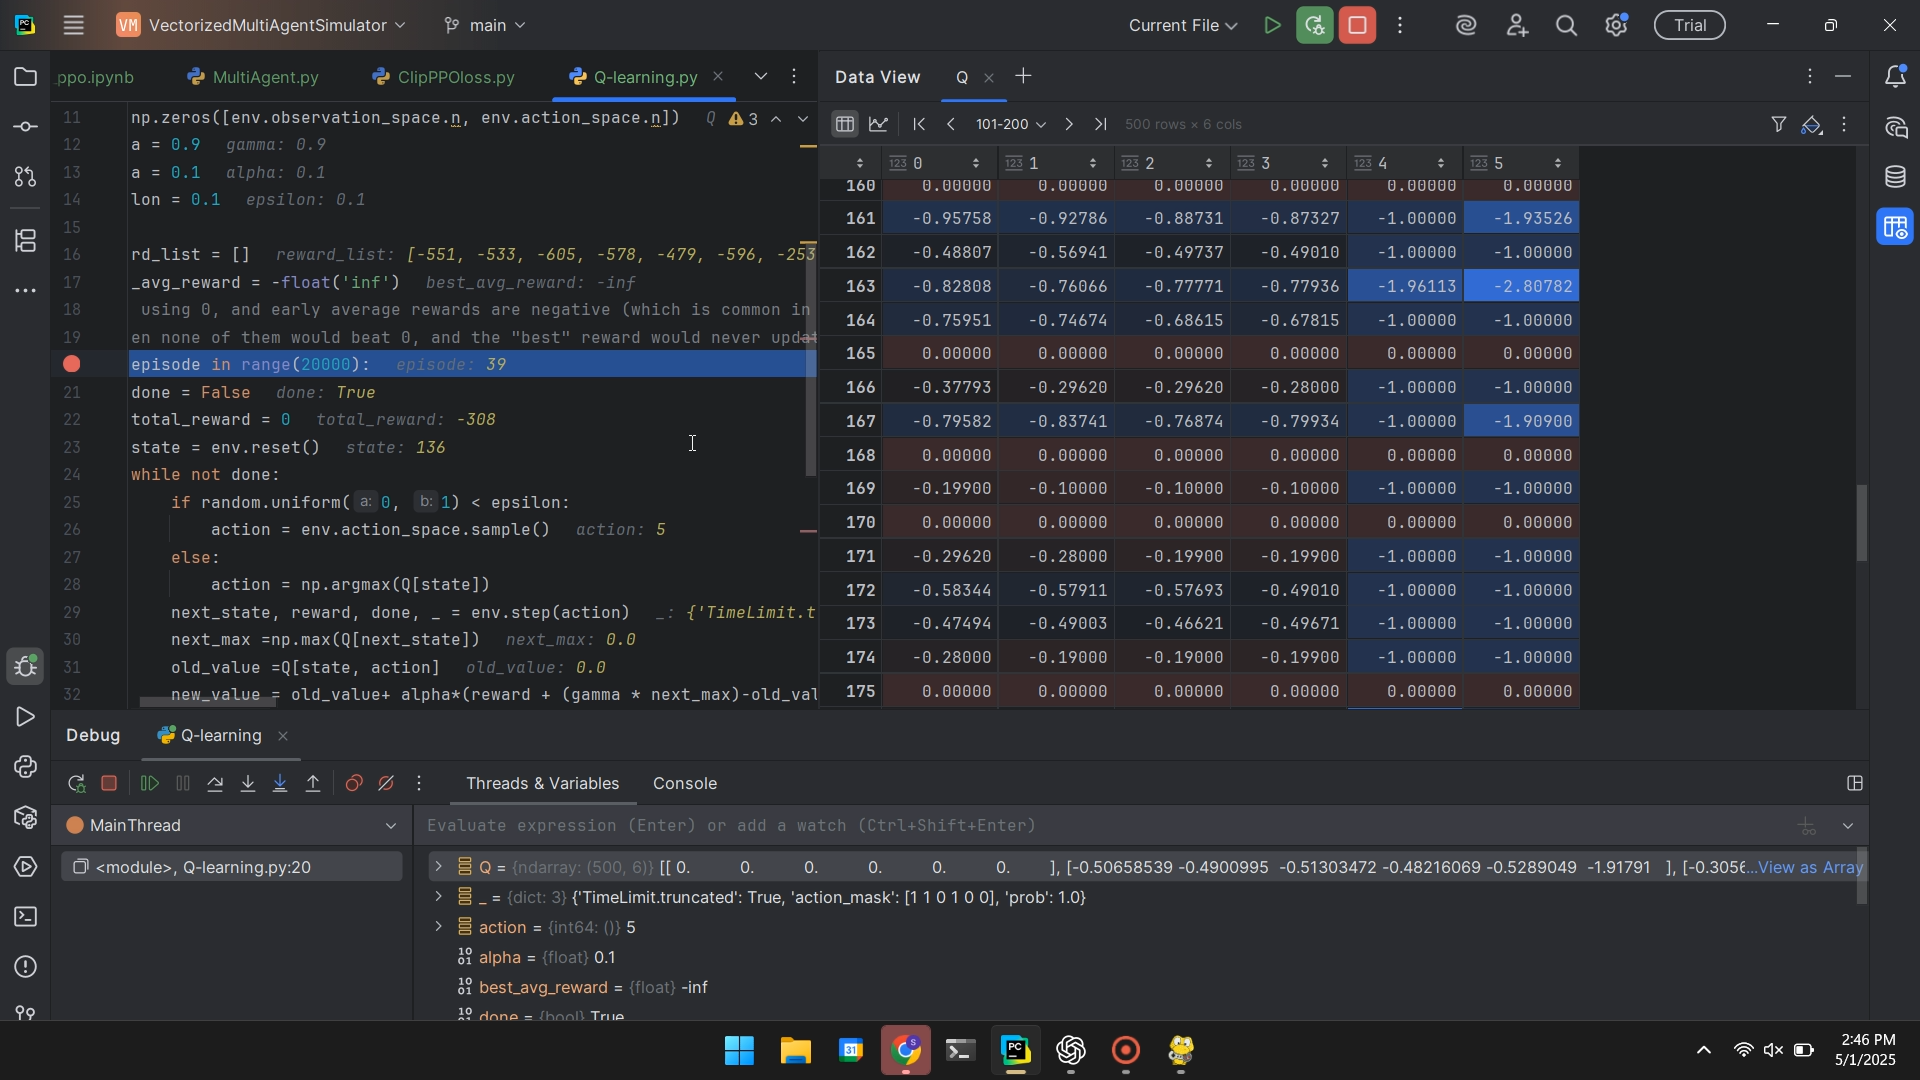 PC
VM VectorizedMultiAgentSimulator main Current File Trial
ppo.ipynb MultiAgent.py ClipPPOloss.py Q-learning.py
Data View Q
101-200 500 rows × 6 cols
11 np.zeros([env.observation_space.n, env.action_space.n]) Q 3
12 a = 0.9 gamma: 0.9
13 a = 0.1 alpha: 0.1
14 lon = 0.1 epsilon: 0.1
15
16 rd_list = [] reward_list: [-551, -533, -605, -578, -479, -596, -253
17 _avg_reward = -float('inf') best_avg_reward: -inf
18 using 0, and early average rewards are negative (which is common in
19 en none of them would beat 0, and the "best" reward would never updat
episode in range(20000): episode: 39
21 done = False done: True
22 total_reward = 0 total_reward: -308
23 state = env.reset() state: 136
24 while not done:
25 if random.uniform( a: 0, b: 1) < epsilon:
26 action = env.action_space.sample() action: 5
27 else:
28 action = np.argmax(Q[state])
29 next_state, reward, done, _ = env.step(action) _: {'TimeLimit.t
30 next_max =np.max(Q[next_state]) next_max: 0.0
31 old_value =Q[state, action] old_value: 0.0
32 new_value = old_value+ alpha*(reward + (gamma * next_max)-old_val
123 0 123 1 123 2 123 3 123 4 123 5
160 0.00000 0.00000 0.00000 0.00000 0.00000 0.00000
161 -0.95758 -0.92786 -0.88731 -0.87327 -1.00000 -1.93526
162 -0.48807 -0.56941 -0.49737 -0.49010 -1.00000 -1.00000
163 -0.82808 -0.76066 -0.77771 -0.77936 -1.96113 -2.80782
164 -0.75951 -0.74674 -0.68615 -0.67815 -1.00000 -1.00000
165 0.00000 0.00000 0.00000 0.00000 0.00000 0.00000
166 -0.37793 -0.29620 -0.29620 -0.28000 -1.00000 -1.00000
167 -0.79582 -0.83741 -0.76874 -0.79934 -1.00000 -1.90900
168 0.00000 0.00000 0.00000 0.00000 0.00000 0.00000
169 -0.19900 -0.10000 -0.10000 -0.10000 -1.00000 -1.00000
170 0.00000 0.00000 0.00000 0.00000 0.00000 0.00000
171 -0.29620 -0.28000 -0.19900 -0.19900 -1.00000 -1.00000
172 -0.58344 -0.57911 -0.57693 -0.49010 -1.00000 -1.00000
173 -0.47494 -0.49003 -0.46621 -0.49671 -1.00000 -1.00000
174 -0.28000 -0.19000 -0.19000 -0.19900 -1.00000 -1.00000
175 0.00000 0.00000 0.00000 0.00000 0.00000 0.00000
Debug Q-learning
Threads & Variables Console
MainThread
<module>, Q-learning.py:20
Evaluate expression (Enter) or add a watch (Ctrl+Shift+Enter)
Q = {ndarray: (500, 6)} [[ 0. 0. 0. 0. 0. 0. ], [-0.50658539 -0.4900995 -0.51303472 -0.48216069 -0.5289049 -1.91791 ], [-0.3056...View as Array
_ = {dict: 3} {'TimeLimit.truncated': True, 'action_mask': [1 1 0 1 0 0], 'prob': 1.0}
action = {int64: ()} 5
alpha = {float} 0.1
best_avg_reward = {float} -inf
done = {bool} True
31 S PC
2:46 PM
5/1/2025